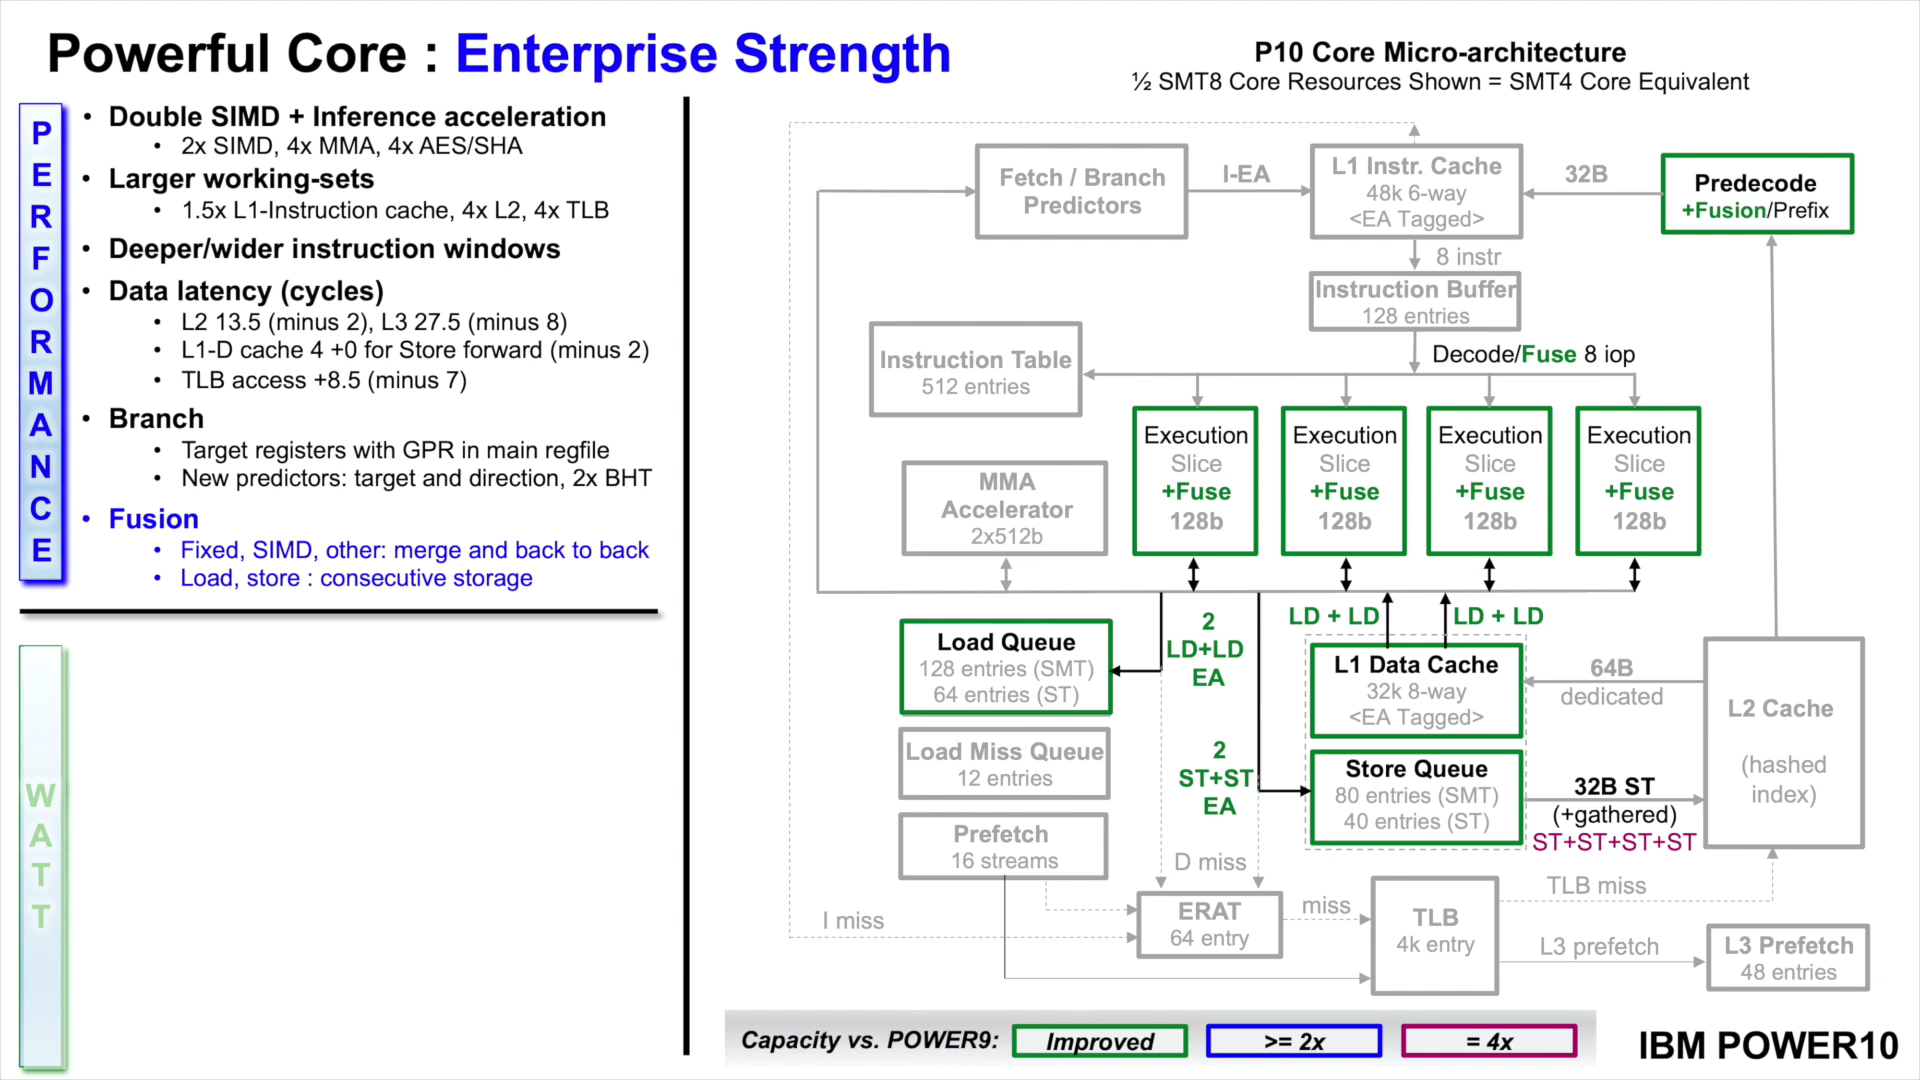 Powerful Core : Enterprise Strength
P10 Core Micro-architecture
½ SMT8 Core Resources Shown = SMT4 Core Equivalent
PERFORMANCE
• Double SIMD + Inference acceleration
• 2x SIMD, 4x MMA, 4x AES/SHA
• Larger working-sets
• 1.5x L1-Instruction cache, 4x L2, 4x TLB
• Deeper/wider instruction windows
• Data latency (cycles)
• L2 13.5 (minus 2), L3 27.5 (minus 8)
• L1-D cache 4 +0 for Store forward (minus 2)
• TLB access +8.5 (minus 7)
• Branch
• Target registers with GPR in main regfile
• New predictors: target and direction, 2x BHT
• Fusion
• Fixed, SIMD, other: merge and back to back
• Load, store : consecutive storage
WATT
Fetch / Branch
Predictors
I-EA
L1 Instr. Cache
48k 6-way
<EA Tagged>
32B
Predecode
+Fusion/Prefix
8 instr
Instruction Buffer
128 entries
Instruction Table
512 entries
Decode/Fuse 8 iop
MMA
Accelerator
2x512b
Execution
Slice
+Fuse
128b
Execution
Slice
+Fuse
128b
Execution
Slice
+Fuse
128b
Execution
Slice
+Fuse
128b
Load Queue
128 entries (SMT)
64 entries (ST)
2
LD+LD
EA
LD + LD
LD + LD
L1 Data Cache
32k 8-way
<EA Tagged>
64B
dedicated
L2 Cache
(hashed
index)
Load Miss Queue
12 entries
2
ST+ST
EA
Store Queue
80 entries (SMT)
40 entries (ST)
32B ST
(+gathered)
ST+ST+ST+ST
Prefetch
16 streams
D miss
I miss
ERAT
64 entry
miss
TLB
4k entry
TLB miss
L3 prefetch
L3 Prefetch
48 entries
Capacity vs. POWER9:
Improved
>= 2x
= 4x
IBM POWER10